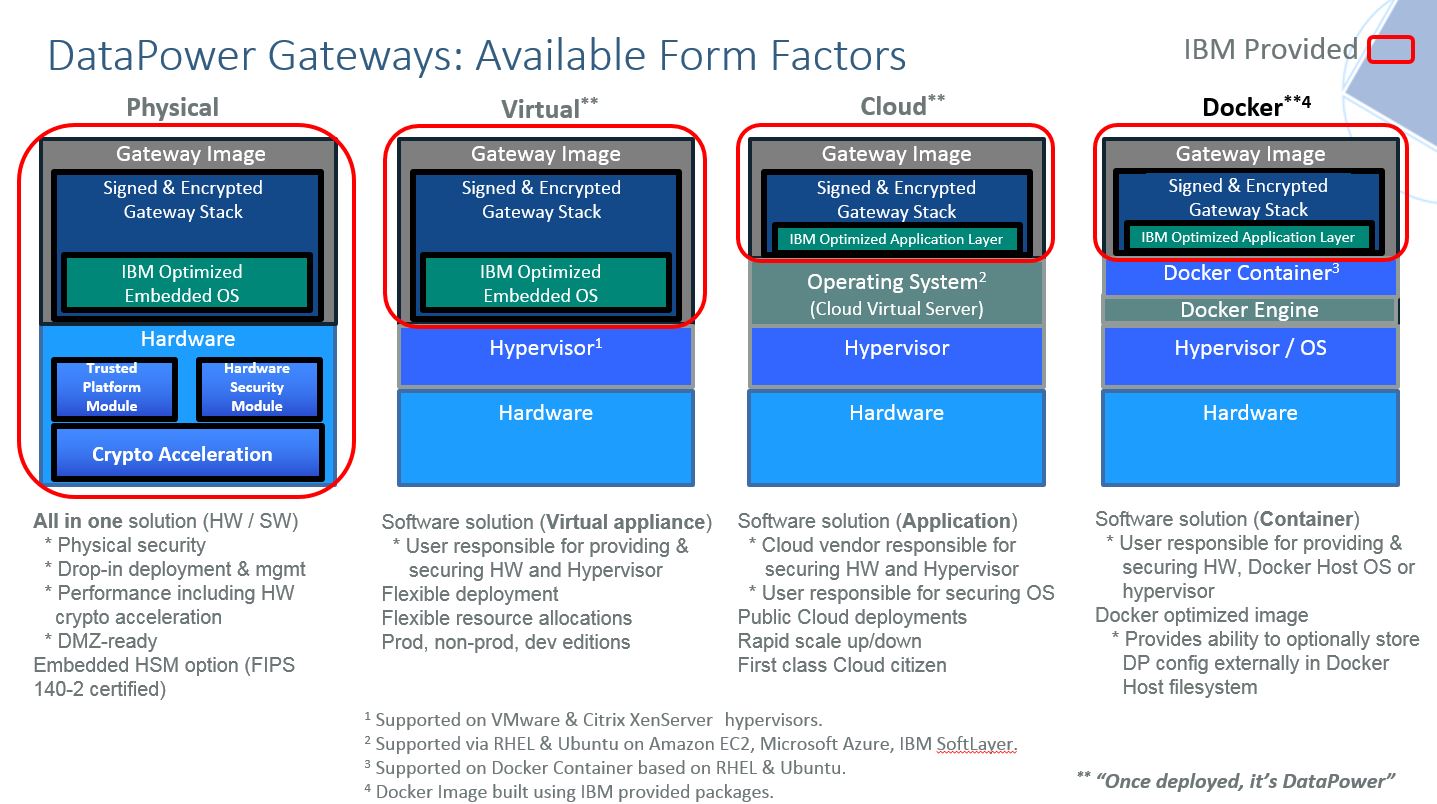 DataPower Gateways: Available Form Factors
IBM Provided
Physical
Gateway Image
Signed & Encrypted
Gateway Stack
IBM Optimized
Embedded OS
Hardware
Trusted
Platform
Module
Hardware
Security
Module
Crypto Acceleration
All in one solution (HW / SW)
* Physical security
* Drop-in deployment & mgmt
* Performance including HW
crypto acceleration
* DMZ-ready
Embedded HSM option (FIPS
140-2 certified)
Virtual**
Gateway Image
Signed & Encrypted
Gateway Stack
IBM Optimized
Embedded OS
Hypervisor1
Hardware
Software solution (Virtual appliance)
* User responsible for providing &
securing HW and Hypervisor
Flexible deployment
Flexible resource allocations
Prod, non-prod, dev editions
Cloud**
Gateway Image
Signed & Encrypted
Gateway Stack
IBM Optimized Application Layer
Operating System2
(Cloud Virtual Server)
Hypervisor
Hardware
Software solution (Application)
* Cloud vendor responsible for
securing HW and Hypervisor
* User responsible for securing OS
Public Cloud deployments
Rapid scale up/down
First class Cloud citizen
Docker**4
Gateway Image
Signed & Encrypted
Gateway Stack
IBM Optimized Application Layer
Docker Container3
Docker Engine
Hypervisor / OS
Hardware
Software solution (Container)
* User responsible for providing &
securing HW, Docker Host OS or
hypervisor
Docker optimized image
* Provides ability to optionally store
DP config externally in Docker
Host filesystem
1 Supported on VMware & Citrix XenServer hypervisors.
2 Supported via RHEL & Ubuntu on Amazon EC2, Microsoft Azure, IBM SoftLayer.
3 Supported on Docker Container based on RHEL & Ubuntu.
4 Docker Image built using IBM provided packages.
** “Once deployed, it’s DataPower”